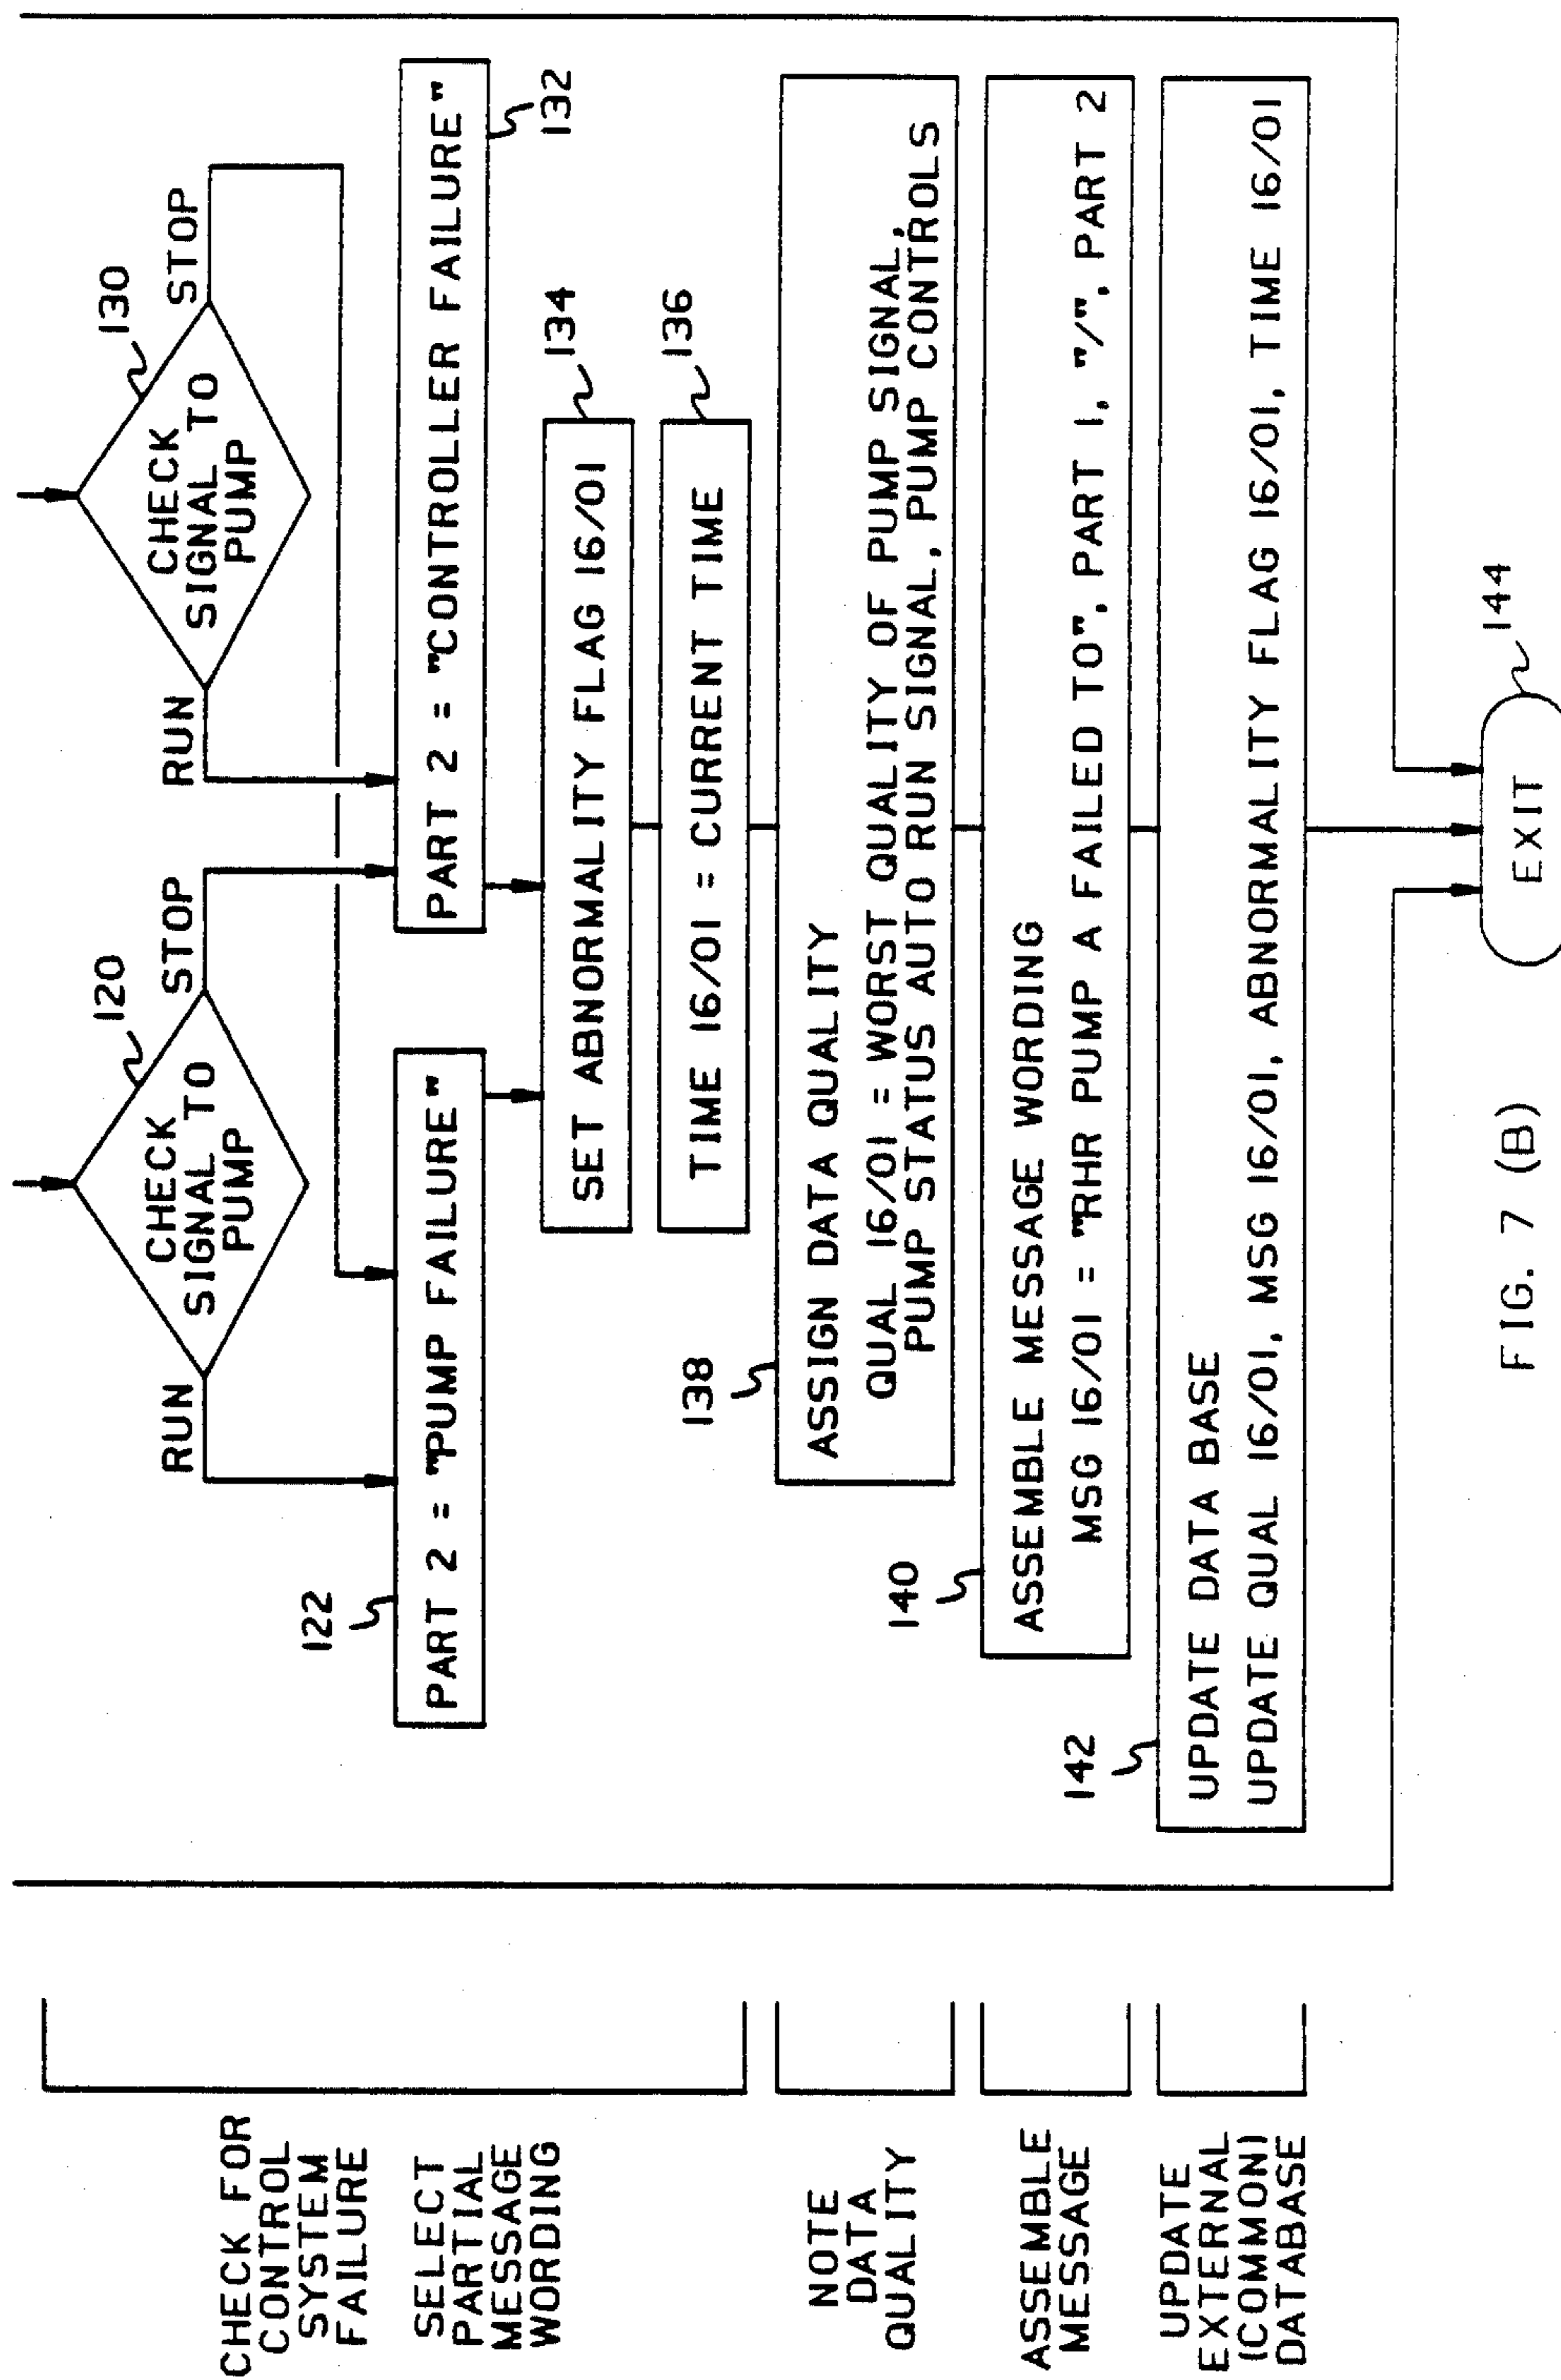 CHECK FOR
CONTROL
SYSTEM
FAILURE
SELECT
PARTIAL
MESSAGE
WORDING
NOTE
DATA
QUALITY
ASSEMBLE
MESSAGE
UPDATE
EXTERNAL
(COMMON)
DATABASE
120
CHECK
SIGNAL TO
PUMP
RUN
STOP
130
CHECK
SIGNAL TO
PUMP
RUN
STOP
122
PART 2 = "PUMP FAILURE"
PART 2 = "CONTROLLER FAILURE"
132
SET ABNORMALITY FLAG 16/01
134
TIME 16/01 = CURRENT TIME
136
138
ASSIGN DATA QUALITY
QUAL 16/01 = WORST QUALITY OF PUMP SIGNAL,
PUMP STATUS AUTO RUN SIGNAL, PUMP CONTROLS
140
ASSEMBLE MESSAGE WORDING
MSG 16/01 = "RHR PUMP A FAILED TO", PART 1, "/", PART 2
142
UPDATE DATA BASE
UPDATE QUAL 16/01, MSG 16/01, ABNORMALITY FLAG 16/01, TIME 16/01
EXIT
144
FIG. 7 (B)